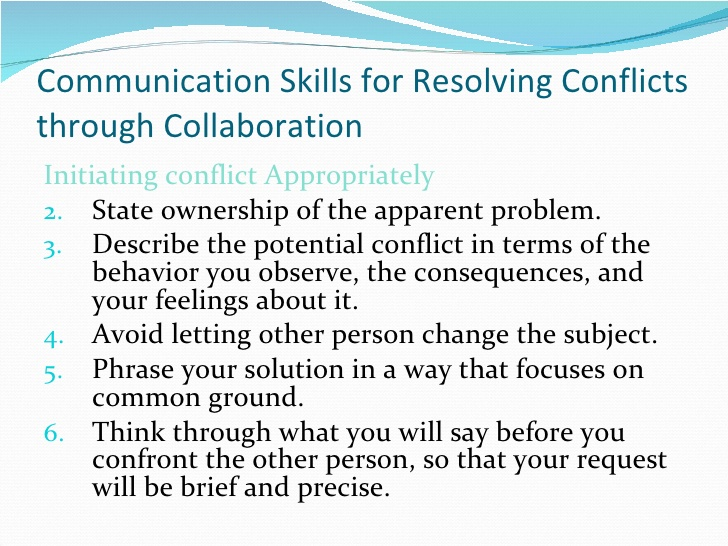 Communication Skills for Resolving Conflicts
through Collaboration
Initiating conflict Appropriately
2. State ownership of the apparent problem.
3. Describe the potential conflict in terms of the
behavior you observe, the consequences, and
your feelings about it.
4. Avoid letting other person change the subject.
5. Phrase your solution in a way that focuses on
common ground.
6. Think through what you will say before you
confront the other person, so that your request
will be brief and precise.